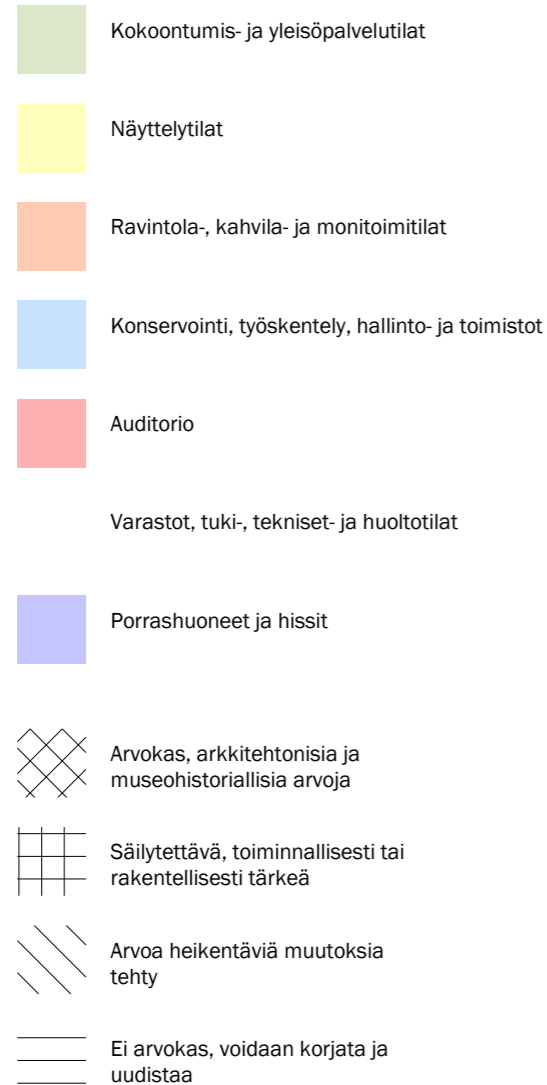 Kokoontumis- ja yleisöpalvelutilat
Näyttelytilat
Ravintola-, kahvila- ja monitoimitilat
Konservointi, työskentely, hallinto- ja toimistot
Auditorio
Varastot, tuki-, tekniset- ja huoltotilat
Porrashuoneet ja hissit
Arvokas, arkkitehtonisia ja
museohistoriallisia arvoja
Säilytettävä, toiminnallisesti tai
rakentellisesti tärkeä
Arvoa heikentäviä muutoksia
tehty
Ei arvokas, voidaan korjata ja
uudistaa